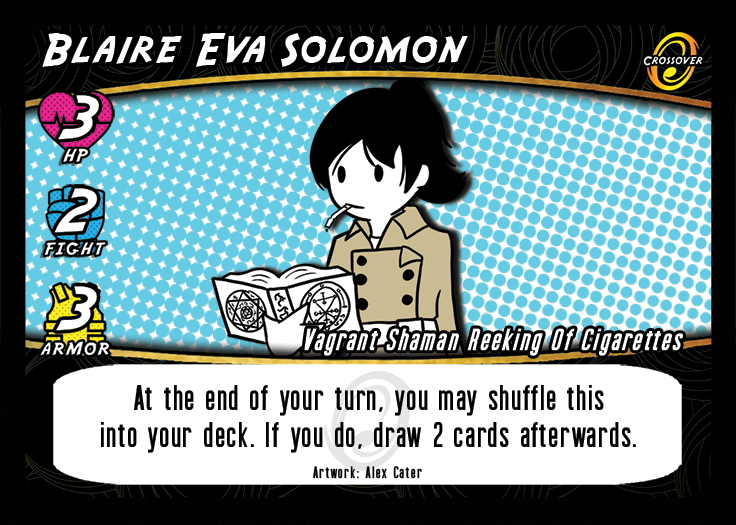 Blaire Eva Solomon
Crossover
3
HP
2
Fight
3
Armor
Vagrant Shaman Reeking Of Cigarettes
At the end of your turn, you may shuffle this
into your deck. If you do, draw 2 cards afterwards.
Artwork: Alex Cater